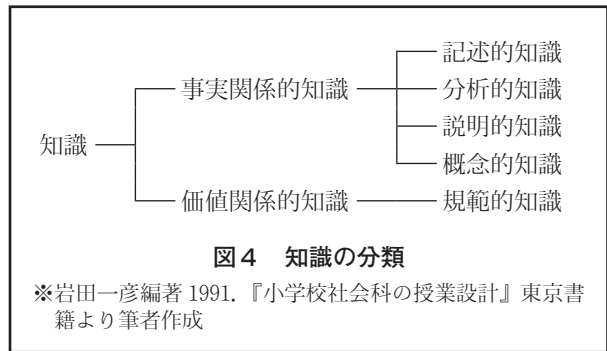 知識
事実関係的知識
記述的知識
分析的知識
説明的知識
概念的知識
価値関係的知識
規範的知識
図4 知識の分類
※岩田一彦編著 1991.『小学校社会科の授業設計』東京書
籍より筆者作成